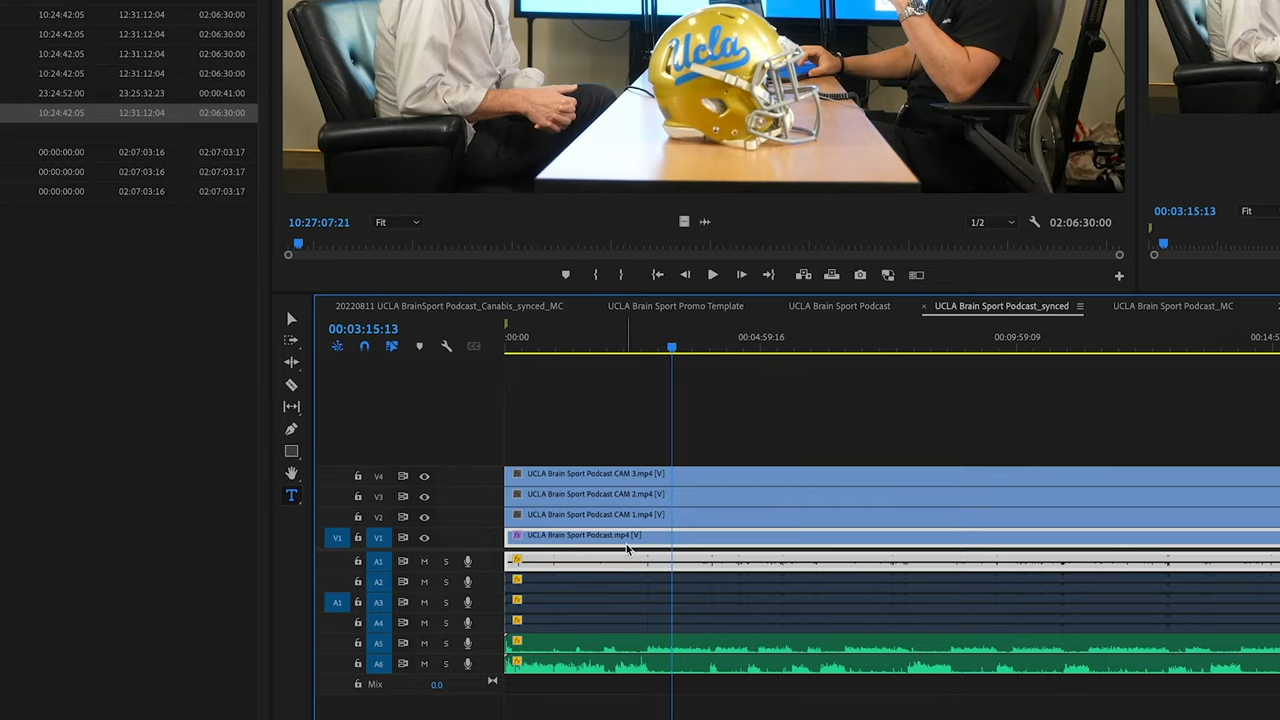 10:24:42:05 12:31:12:04 02:06:30:00
10:24:42:05 12:31:12:04 02:06:30:00
10:24:42:05 12:31:12:04 02:06:30:00
10:24:42:05 12:31:12:04 02:06:30:00
23:24:52:00 23:25:32:23 00:00:41:00
10:24:42:05 12:31:12:04 02:06:30:00
00:00:00:00 02:07:03:16 02:07:03:17
00:00:00:00 02:07:03:16 02:07:03:17
00:00:00:00 02:07:03:16 02:07:03:17
Ucla
10:27:07:21 Fit 1/2 02:06:30:00
00:03:15:13 Fit
20220811 UCLA BrainSport Podcast_Canabis_synced_MC UCLA Brain Sport Promo Template UCLA Brain Sport Podcast × UCLA Brain Sport Podcast_synced UCLA Brain Sport Podcast_MC
00:03:15:13
:00:00 00:04:59:16 00:09:59:09 00:14:5
V4 UCLA Brain Sport Podcast CAM 3.mp4 [V]
V3 UCLA Brain Sport Podcast CAM 2.mp4 [V]
V2 UCLA Brain Sport Podcast CAM 1.mp4 [V]
V1 V1 UCLA Brain Sport Podcast.mp4 [V]
A1 M S fx
A2 M S fx
A1 A3 M S fx
A4 M S fx
A5 M S fx
A6 M S fx
Mix 0.0